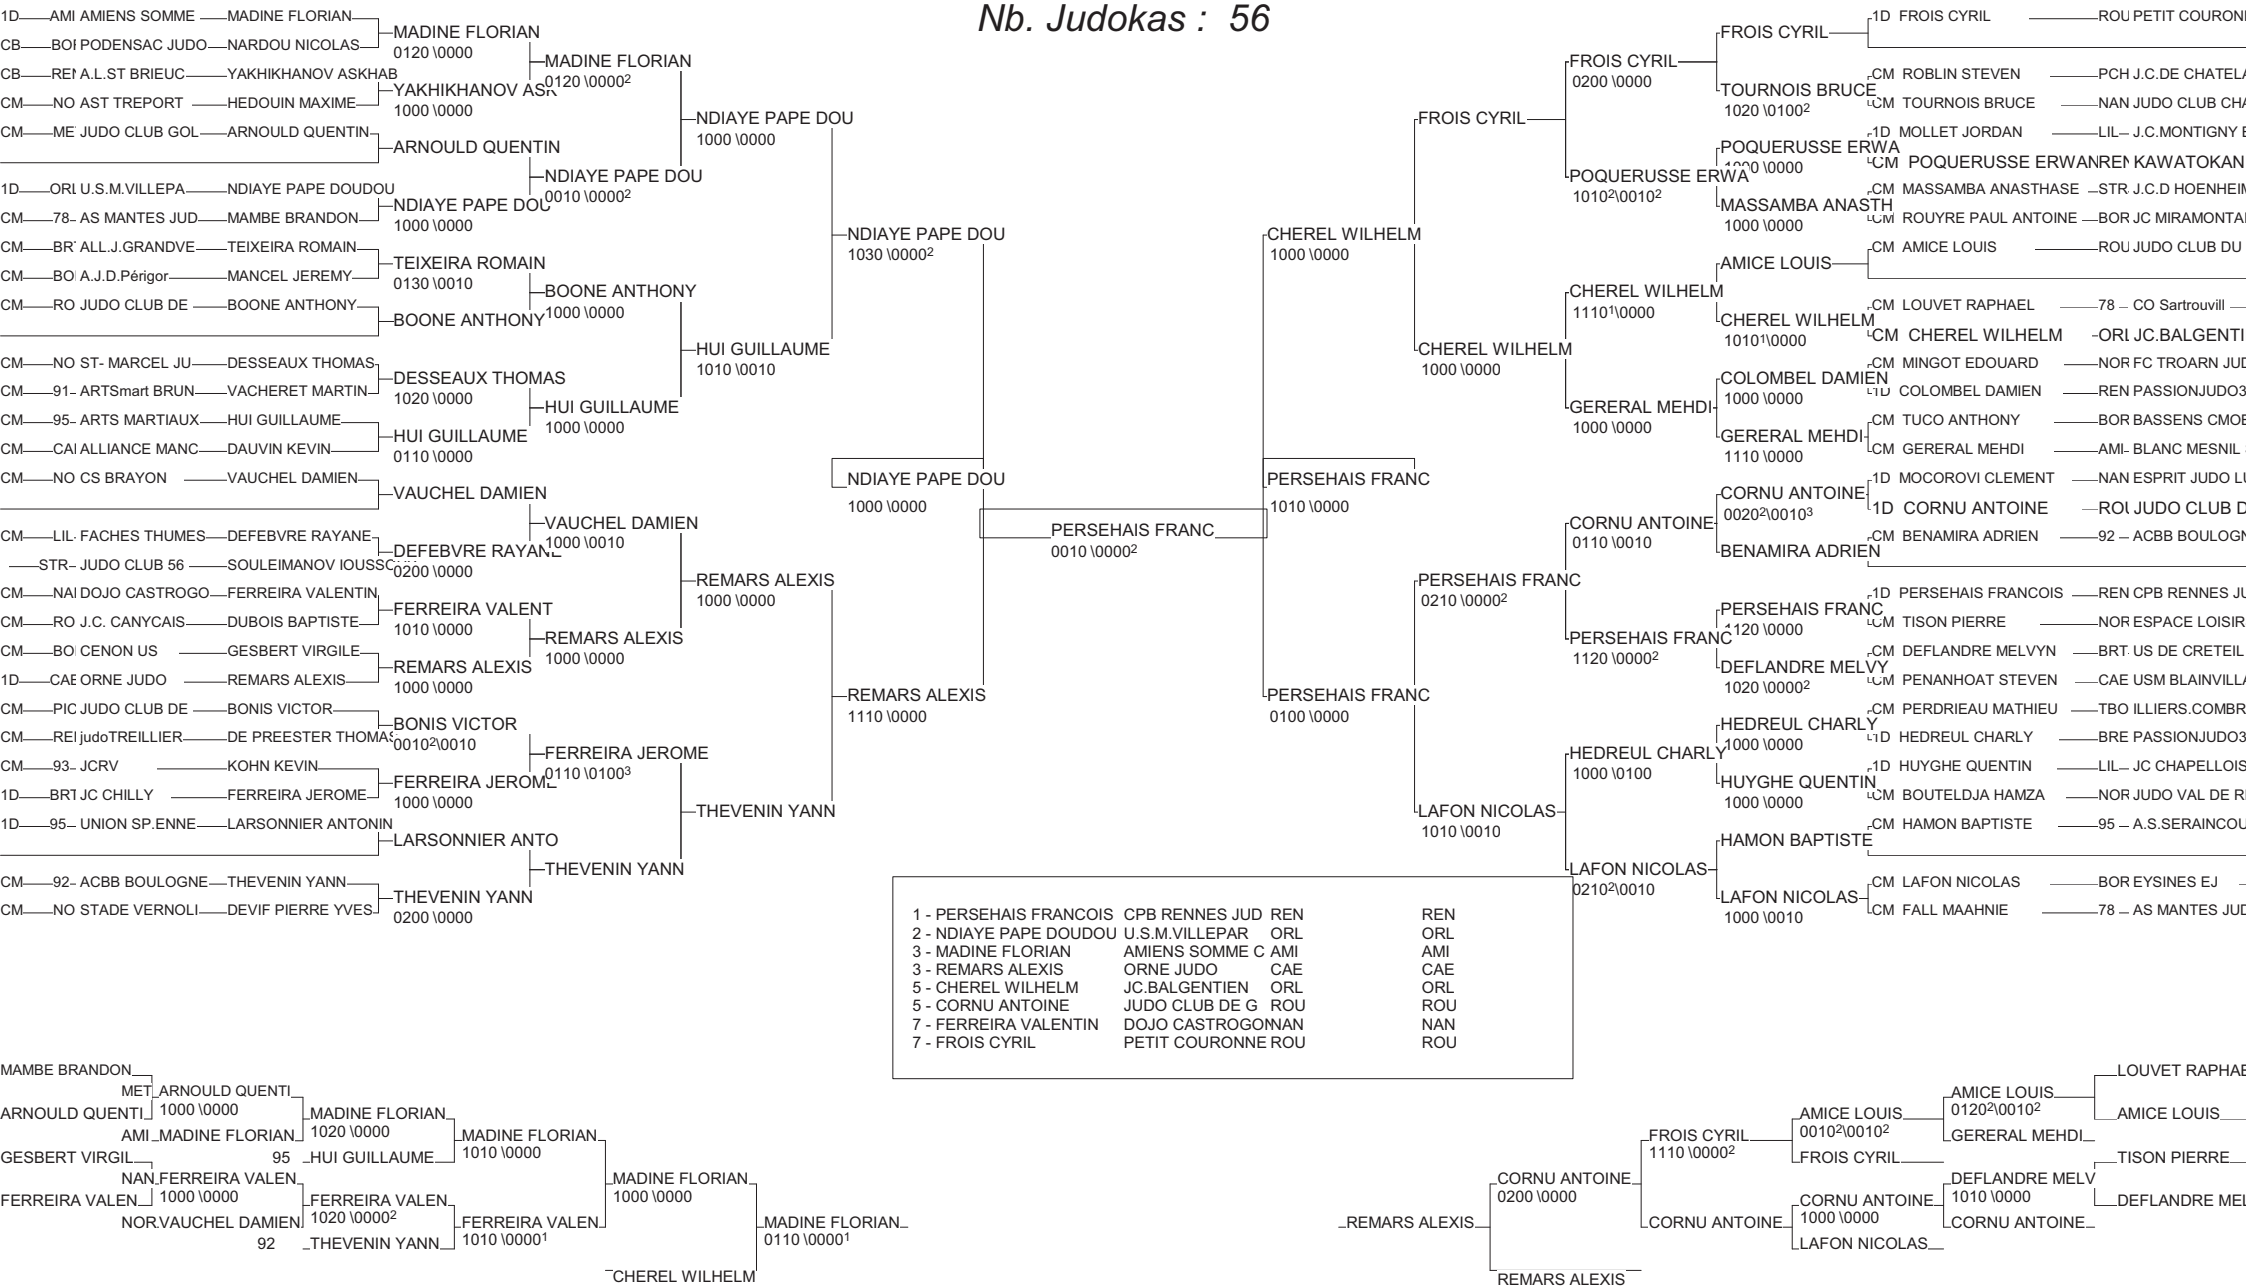 Nb. Judokas : 56
1D AMI AMIENS SOMME MADINE FLORIAN
CB BO PODENSAC JUDO NARDOU NICOLAS
CB REN A.L.ST BRIEUC YAKHIKHANOV ASKHAB
CM NO AST TREPORT HEDOUIN MAXIME
CM ME JUDO CLUB GOL ARNOULD QUENTIN
1D ORL U.S.M.VILLEPA NDIAYE PAPE DOUDOU
CM 78 AS MANTES JUD MAMBE BRANDON
CM BR ALL.J.GRANDVE TEIXEIRA ROMAIN
CM BO A.J.D.Périgor MANCEL JEREMY
CM RO JUDO CLUB DE BOONE ANTHONY
CM NO ST- MARCEL JU DESSEAUX THOMAS
CM 91 ARTSmart BRUN VACHERET MARTIN
CM 95 ARTS MARTIAUX HUI GUILLAUME
CM CAE ALLIANCE MANC DAUVIN KEVIN
CM NO CS BRAYON VAUCHEL DAMIEN
CM LIL FACHES THUMES DEFEBVRE RAYANE
STR JUDO CLUB 56 SOULEIMANOV IOUSSO
CM NA DOJO CASTROGO FERREIRA VALENTIN
CM RO J.C. CANYCAIS DUBOIS BAPTISTE
CM BO CENON US GESBERT VIRGILE
1D CAE ORNE JUDO REMARS ALEXIS
CM PIC JUDO CLUB DE BONIS VICTOR
CM RE judoTREILLIER DE PREESTER THOMAS
CM 93 JCRV KOHN KEVIN
1D BRT JC CHILLY FERREIRA JEROME
1D 95 UNION SP.ENNE LARSONNIER ANTONIN
CM 92 ACBB BOULOGNE THEVENIN YANN
CM NO STADE VERNOLI DEVIF PIERRE YVES
MADINE FLORIAN
0120 \0000
YAKHIKHANOV ASK
1000 \0000
ARNOULD QUENTIN
NDIAYE PAPE DOU
1000 \0000
TEIXEIRA ROMAIN
0130 \0010
BOONE ANTHONY
DESSEAUX THOMAS
1020 \0000
HUI GUILLAUME
0110 \0000
VAUCHEL DAMIEN
DEFEBVRE RAYANE
0200 \0000
FERREIRA VALENT
1010 \0000
REMARS ALEXIS
1000 \0000
BONIS VICTOR
0010²\0010
FERREIRA JEROME
1000 \0000
LARSONNIER ANTO
THEVENIN YANN
0200 \0000
MADINE FLORIAN
0120 \0000²
NDIAYE PAPE DOU
0010 \0000²
BOONE ANTHONY
1000 \0000
HUI GUILLAUME
1000 \0000
VAUCHEL DAMIEN
1000 \0010
REMARS ALEXIS
1000 \0000
FERREIRA JEROME
0110 \0100³
THEVENIN YANN
NDIAYE PAPE DOU
1000 \0000
HUI GUILLAUME
1010 \0010
REMARS ALEXIS
1000 \0000
THEVENIN YANN
NDIAYE PAPE DOU
1030 \0000²
REMARS ALEXIS
1110 \0000
NDIAYE PAPE DOU
1000 \0000
PERSEHAIS FRANC
0010 \0000²
PERSEHAIS FRANC
1010 \0000
CHEREL WILHELM
1000 \0000
PERSEHAIS FRANC
0100 \0000
FROIS CYRIL
CHEREL WILHELM
1000 \0000
PERSEHAIS FRANC
0210 \0000²
LAFON NICOLAS
1010 \0010
FROIS CYRIL
0200 \0000
POQUERUSSE ERWA
1010²\0010²
CHEREL WILHELM
1110¹\0000
GERERAL MEHDI
1000 \0000
CORNU ANTOINE
0110 \0010
PERSEHAIS FRANC
1120 \0000²
HEDREUL CHARLY
1000 \0100
LAFON NICOLAS
0210²\0010
FROIS CYRIL
TOURNOIS BRUCE
1020 \0100²
POQUERUSSE ERWA
1000 \0000
MASSAMBA ANASTH
1000 \0000
AMICE LOUIS
CHEREL WILHELM
1010¹\0000
COLOMBEL DAMIEN
1000 \0000
GERERAL MEHDI
1110 \0000
CORNU ANTOINE
0020²\0010³
BENAMIRA ADRIEN
PERSEHAIS FRANC
1120 \0000
DEFLANDRE MELVY
1020 \0000²
HEDREUL CHARLY
1000 \0000
HUYGHE QUENTIN
1000 \0000
HAMON BAPTISTE
LAFON NICOLAS
1000 \0010
1D FROIS CYRIL ROU PETIT COURONN
CM ROBLIN STEVEN PCH J.C.DE CHATELA
CM TOURNOIS BRUCE NAN JUDO CLUB CHA
1D MOLLET JORDAN LIL J.C.MONTIGNY E
CM POQUERUSSE ERWAN REN KAWATOKAN
CM MASSAMBA ANASTHASE STR J.C.D HOENHEIM
CM ROUYRE PAUL ANTOINE BOR JC MIRAMONTA
CM AMICE LOUIS ROU JUDO CLUB DU
CM LOUVET RAPHAEL 78 CO Sartrouvill
CM CHEREL WILHELM ORL JC.BALGENTI
CM MINGOT EDOUARD NOR FC TROARN JUD
1D COLOMBEL DAMIEN REN PASSIONJUDO3
CM TUCO ANTHONY BOR BASSENS CMOB
CM GERERAL MEHDI AMI BLANC MESNIL
1D MOCOROVI CLEMENT NAN ESPRIT JUDO LU
1D CORNU ANTOINE ROU JUDO CLUB D
CM BENAMIRA ADRIEN 92 ACBB BOULOGN
1D PERSEHAIS FRANCOIS REN CPB RENNES JU
CM TISON PIERRE NOR ESPACE LOISIR
CM DEFLANDRE MELVYN BRT US DE CRETEIL
CM PENANHOAT STEVEN CAE USM BLAINVILLA
CM PERDRIEAU MATHIEU TBO ILLIERS.COMBR
1D HEDREUL CHARLY BRE PASSIONJUDO3
1D HUYGHE QUENTIN LIL JC CHAPELLOIS
CM BOUTELDJA HAMZA NOR JUDO VAL DE R
CM HAMON BAPTISTE 95 A.S.SERAINCOU
CM LAFON NICOLAS BOR EYSINES EJ
CM FALL MAAHNIE 78 AS MANTES JUD
1 - PERSEHAIS FRANCOIS CPB RENNES JUD REN REN
2 - NDIAYE PAPE DOUDOU U.S.M.VILLEPAR ORL ORL
3 - MADINE FLORIAN AMIENS SOMME C AMI AMI
3 - REMARS ALEXIS ORNE JUDO CAE CAE
5 - CHEREL WILHELM JC.BALGENTIEN ORL ORL
5 - CORNU ANTOINE JUDO CLUB DE G ROU ROU
7 - FERREIRA VALENTIN DOJO CASTROGON NAN NAN
7 - FROIS CYRIL PETIT COURONNE ROU ROU
MAMBE BRANDON
ARNOULD QUENTI
GESBERT VIRGIL
FERREIRA VALEN
MET ARNOULD QUENTI
1000 \0000
AMI MADINE FLORIAN
NAN FERREIRA VALEN
1000 \0000
NOR VAUCHEL DAMIEN
MADINE FLORIAN
1020 \0000
95 HUI GUILLAUME
FERREIRA VALEN
1020 \0000²
92 THEVENIN YANN
MADINE FLORIAN
1010 \0000
FERREIRA VALEN
1010 \0000¹
MADINE FLORIAN
1000 \0000
CHEREL WILHELM
MADINE FLORIAN
0110 \0000¹
REMARS ALEXIS
CORNU ANTOINE
0200 \0000
REMARS ALEXIS
FROIS CYRIL
1110 \0000²
CORNU ANTOINE
AMICE LOUIS
0010²\0010²
FROIS CYRIL
CORNU ANTOINE
1000 \0000
LAFON NICOLAS
AMICE LOUIS
0120²\0010²
GERERAL MEHDI
DEFLANDRE MELV
1010 \0000
CORNU ANTOINE
LOUVET RAPHAE
AMICE LOUIS
TISON PIERRE
DEFLANDRE MEL